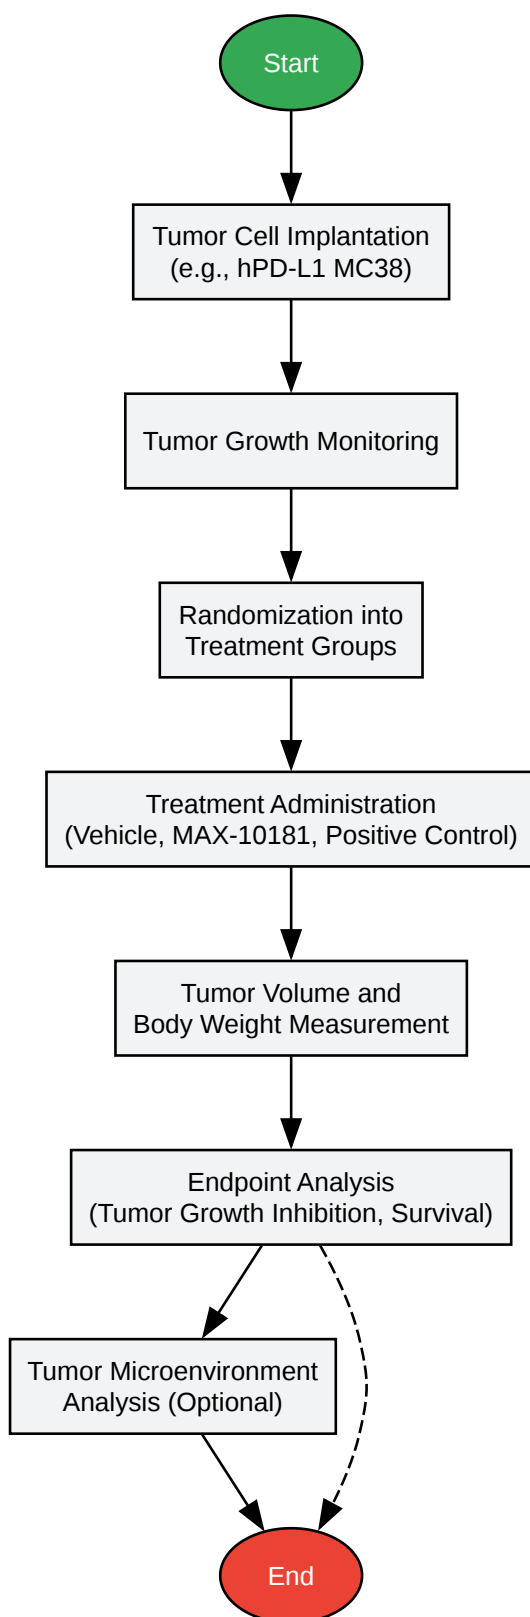 Start
Tumor Cell Implantation
(e.g., hPD-L1 MC38)
Tumor Growth Monitoring
Randomization into
Treatment Groups
Treatment Administration
(Vehicle, MAX-10181, Positive Control)
Tumor Volume and
Body Weight Measurement
Endpoint Analysis
(Tumor Growth Inhibition, Survival)
Tumor Microenvironment
Analysis (Optional)
End